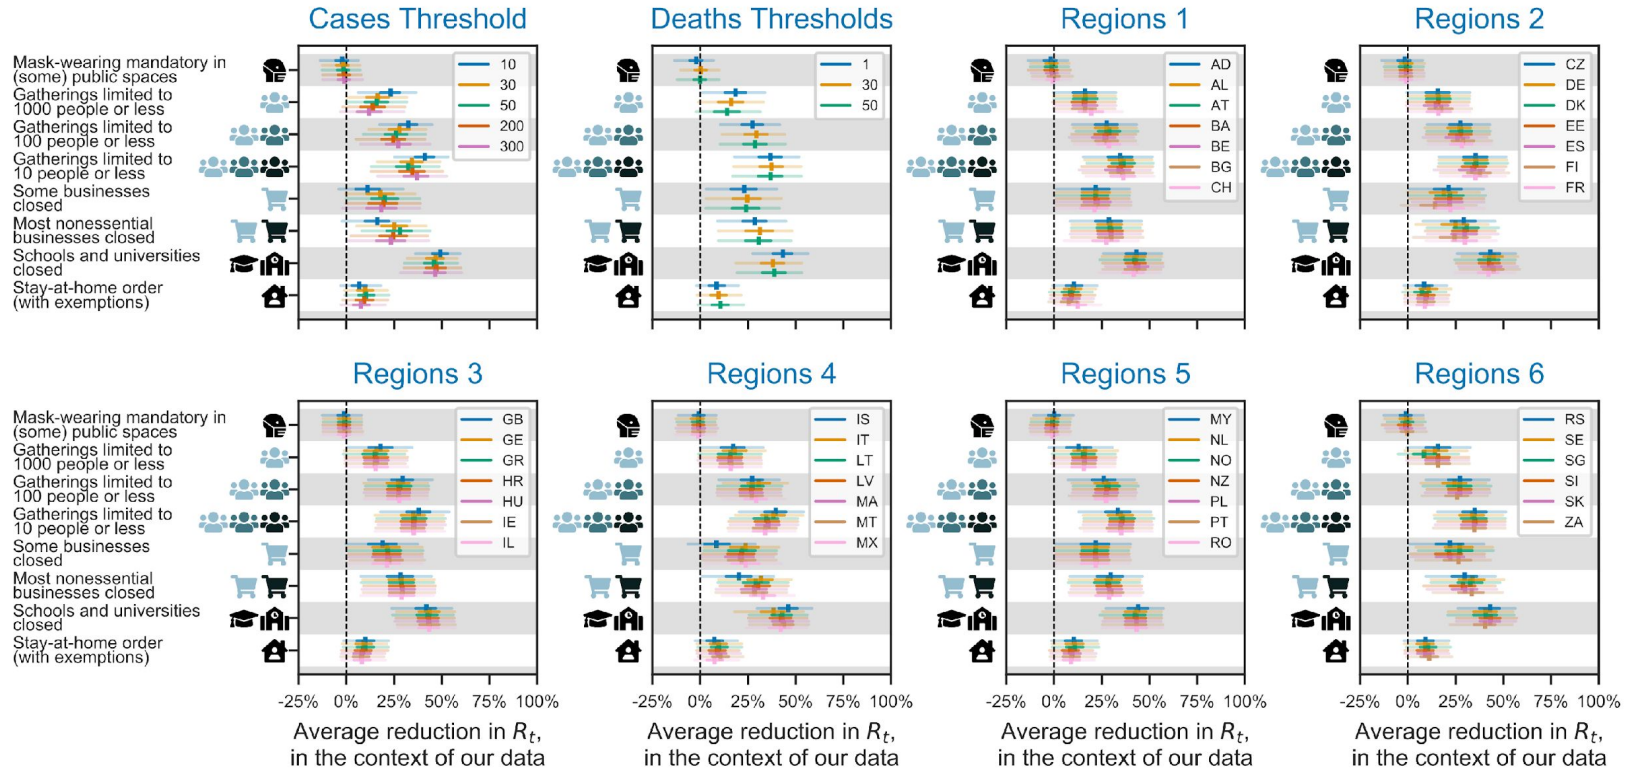 Cases Threshold
Deaths Thresholds
Regions 1
Regions 2
Mask-wearing mandatory in
(some) public spaces
Gatherings limited to
1000 people or less
Gatherings limited to
100 people or less
Gatherings limited to
10 people or less
Some businesses
closed
Most nonessential
businesses closed
Schools and universities
closed
Stay-at-home order
(with exemptions)
10
30
50
200
300
1
30
50
AD
AL
AT
BA
BE
BG
CH
CZ
DE
DK
EE
ES
FI
FR
Regions 3
Regions 4
Regions 5
Regions 6
Mask-wearing mandatory in
(some) public spaces
Gatherings limited to
1000 people or less
Gatherings limited to
100 people or less
Gatherings limited to
10 people or less
Some businesses
closed
Most nonessential
businesses closed
Schools and universities
closed
Stay-at-home order
(with exemptions)
GB
GE
GR
HR
HU
IE
IL
IS
IT
LT
LV
MA
MT
MX
MY
NL
NO
NZ
PL
PT
RO
RS
SE
SG
SI
SK
ZA
-25% 0% 25% 50% 75% 100%
-25% 0% 25% 50% 75% 100%
-25% 0% 25% 50% 75% 100%
-25% 0% 25% 50% 75% 100%
Average reduction in Rt,
in the context of our data
Average reduction in Rt,
in the context of our data
Average reduction in Rt,
in the context of our data
Average reduction in Rt,
in the context of our data